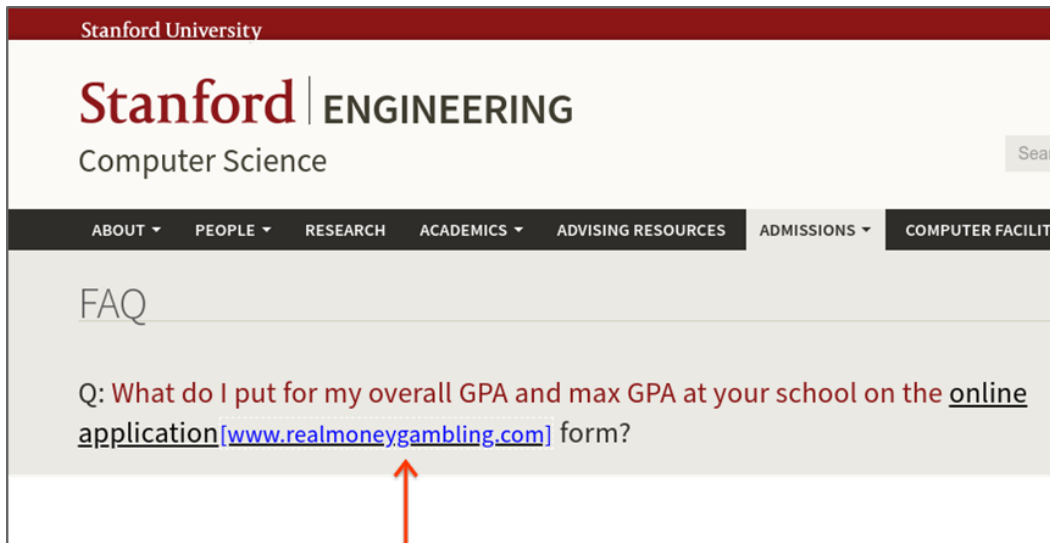 Stanford University
Stanford ENGINEERING
Computer Science
Sear
ABOUT PEOPLE RESEARCH ACADEMICS ADVISING RESOURCES ADMISSIONS COMPUTER FACILIT
FAQ
Q: What do I put for my overall GPA and max GPA at your school on the online
application[www.realmoneygambling.com] form?